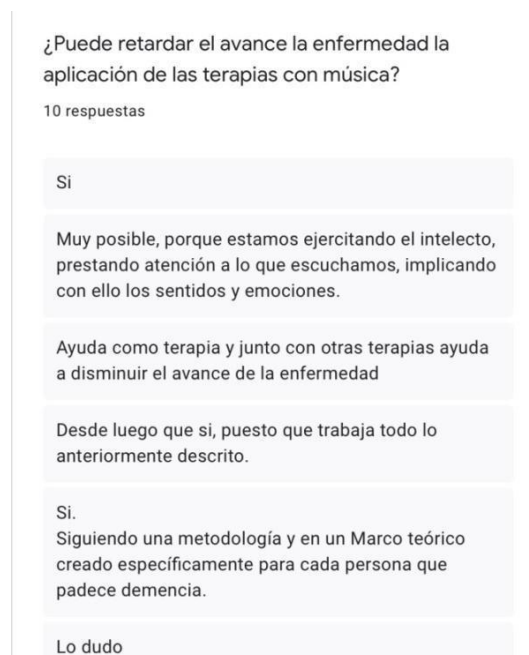 ¿Puede retardar el avance la enfermedad la
aplicación de las terapias con música?
10 respuestas
Si
Muy posible, porque estamos ejercitando el intelecto,
prestando atención a lo que escuchamos, implicando
con ello los sentidos y emociones.
Ayuda como terapia y junto con otras terapias ayuda
a disminuir el avance de la enfermedad
Desde luego que si, puesto que trabaja todo lo
anteriormente descrito.
Si.
Siguiendo una metodología y en un Marco teórico
creado específicamente para cada persona que
padece demencia.
Lo dudo